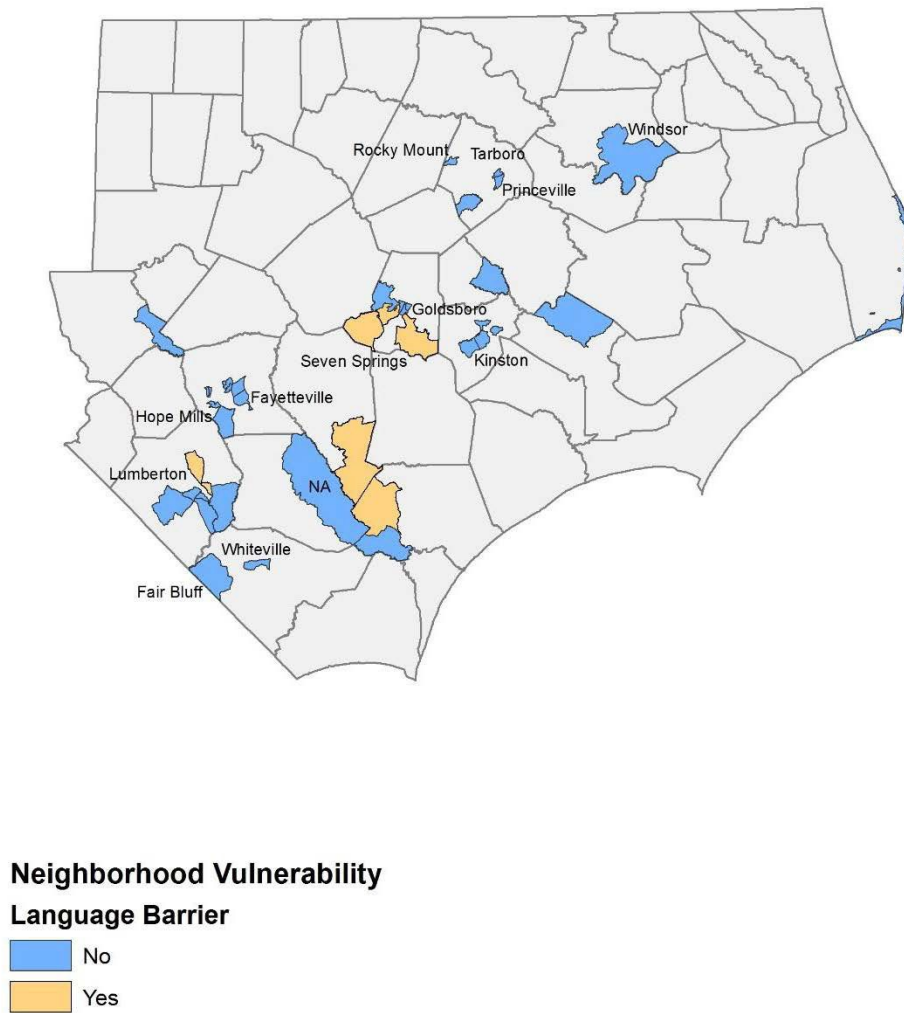 Windsor
Rocky Mount
Tarboro
Princeville
Goldsboro
Seven Springs
Kinston
Fayetteville
Hope Mills
Lumberton
NA
Whiteville
Fair Bluff
Neighborhood Vulnerability
Language Barrier
No
Yes